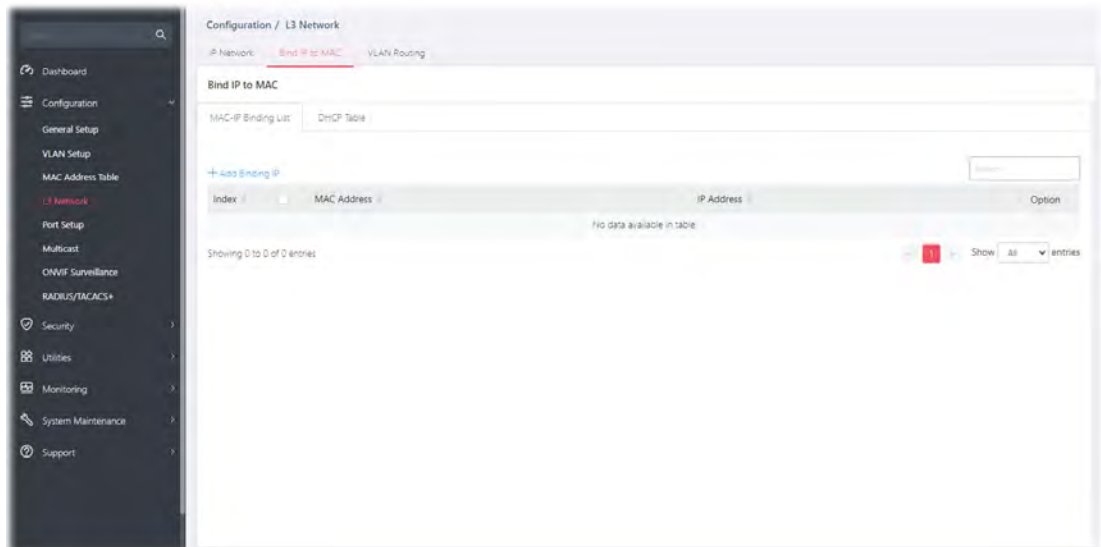 Configuration / L3 Network
IP Network Bind IP to MAC VLAN Routing
Dashboard
Configuration
General Setup
VLAN Setup
MAC Address Table
L3 Network
Port Setup
Multicast
ONVIF Surveillance
RADIUS/TACACS+
Security
Utilities
Monitoring
System Maintenance
Support
Bind IP to MAC
MAC-IP Binding List DHCP Table
+ Add Binding IP
Index MAC Address IP Address Option
No data available in table
Showing 0 to 0 of 0 entries
1 Show All entries